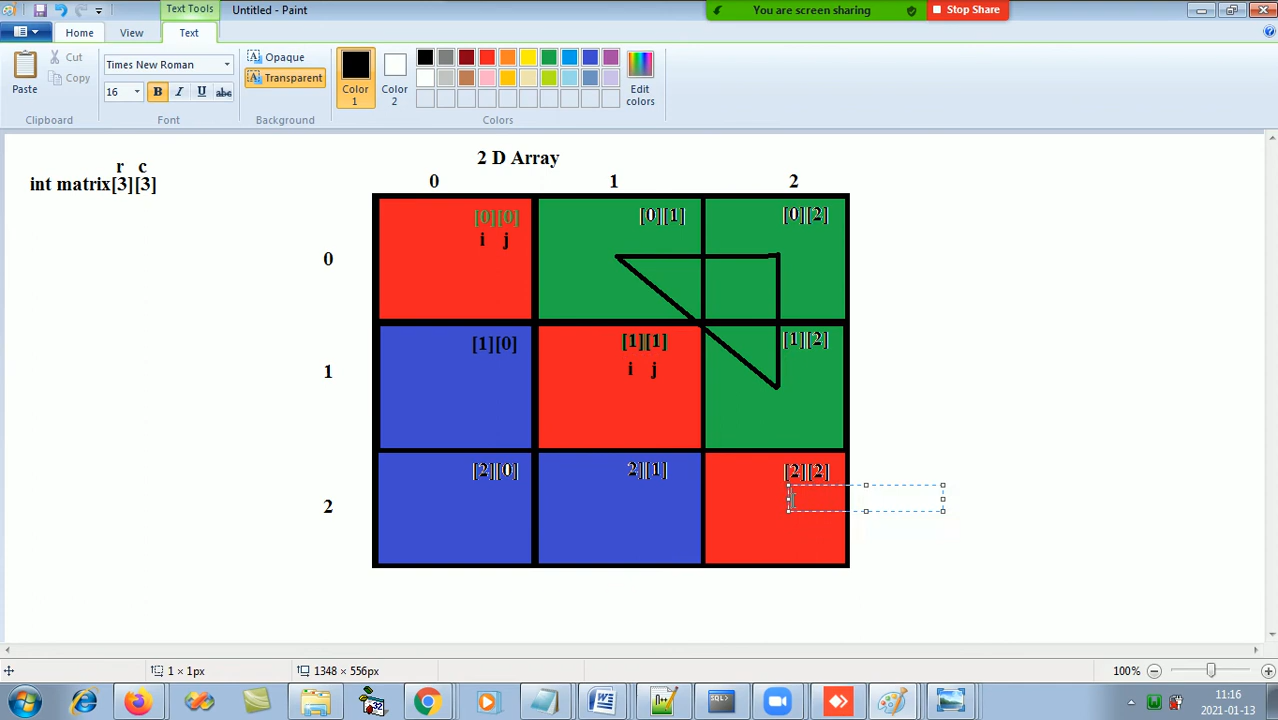 Text Tools
Untitled - Paint
You are screen sharing
Stop Share
Home
View
Text
Cut
Copy
Paste
Clipboard
Times New Roman
16
B I U abc
Font
Opaque
Transparent
Background
Color 1
Color 2
Edit colors
Colors
2 D Array
r c
int matrix[3][3]
0 1 2
0
[0][0]
i j
[0][1]
[0][2]
1
[1][0]
[1][1]
i j
[1][2]
2
[2][0]
2][1]
[2][2]
1 × 1px
1348 × 556px
100%
32
n++
SQL>
W
11:16
2021-01-13